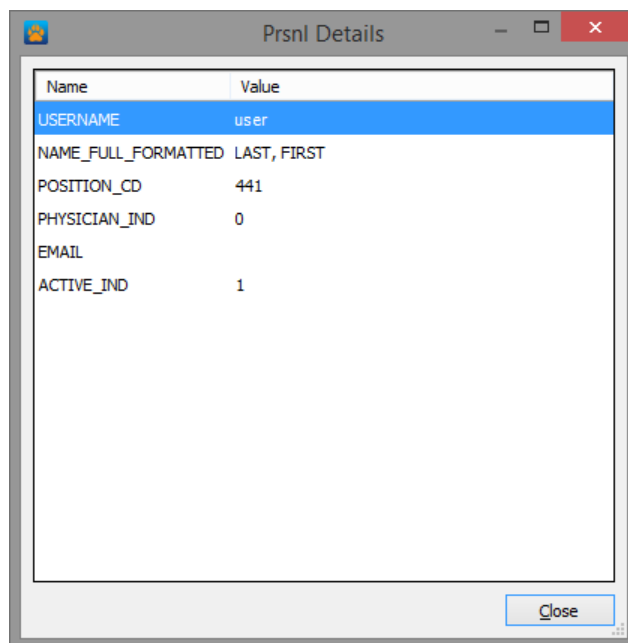 Prsnl Details
Name Value
USERNAME user
NAME_FULL_FORMATTED LAST, FIRST
POSITION_CD 441
PHYSICIAN_IND 0
EMAIL
ACTIVE_IND 1
Close